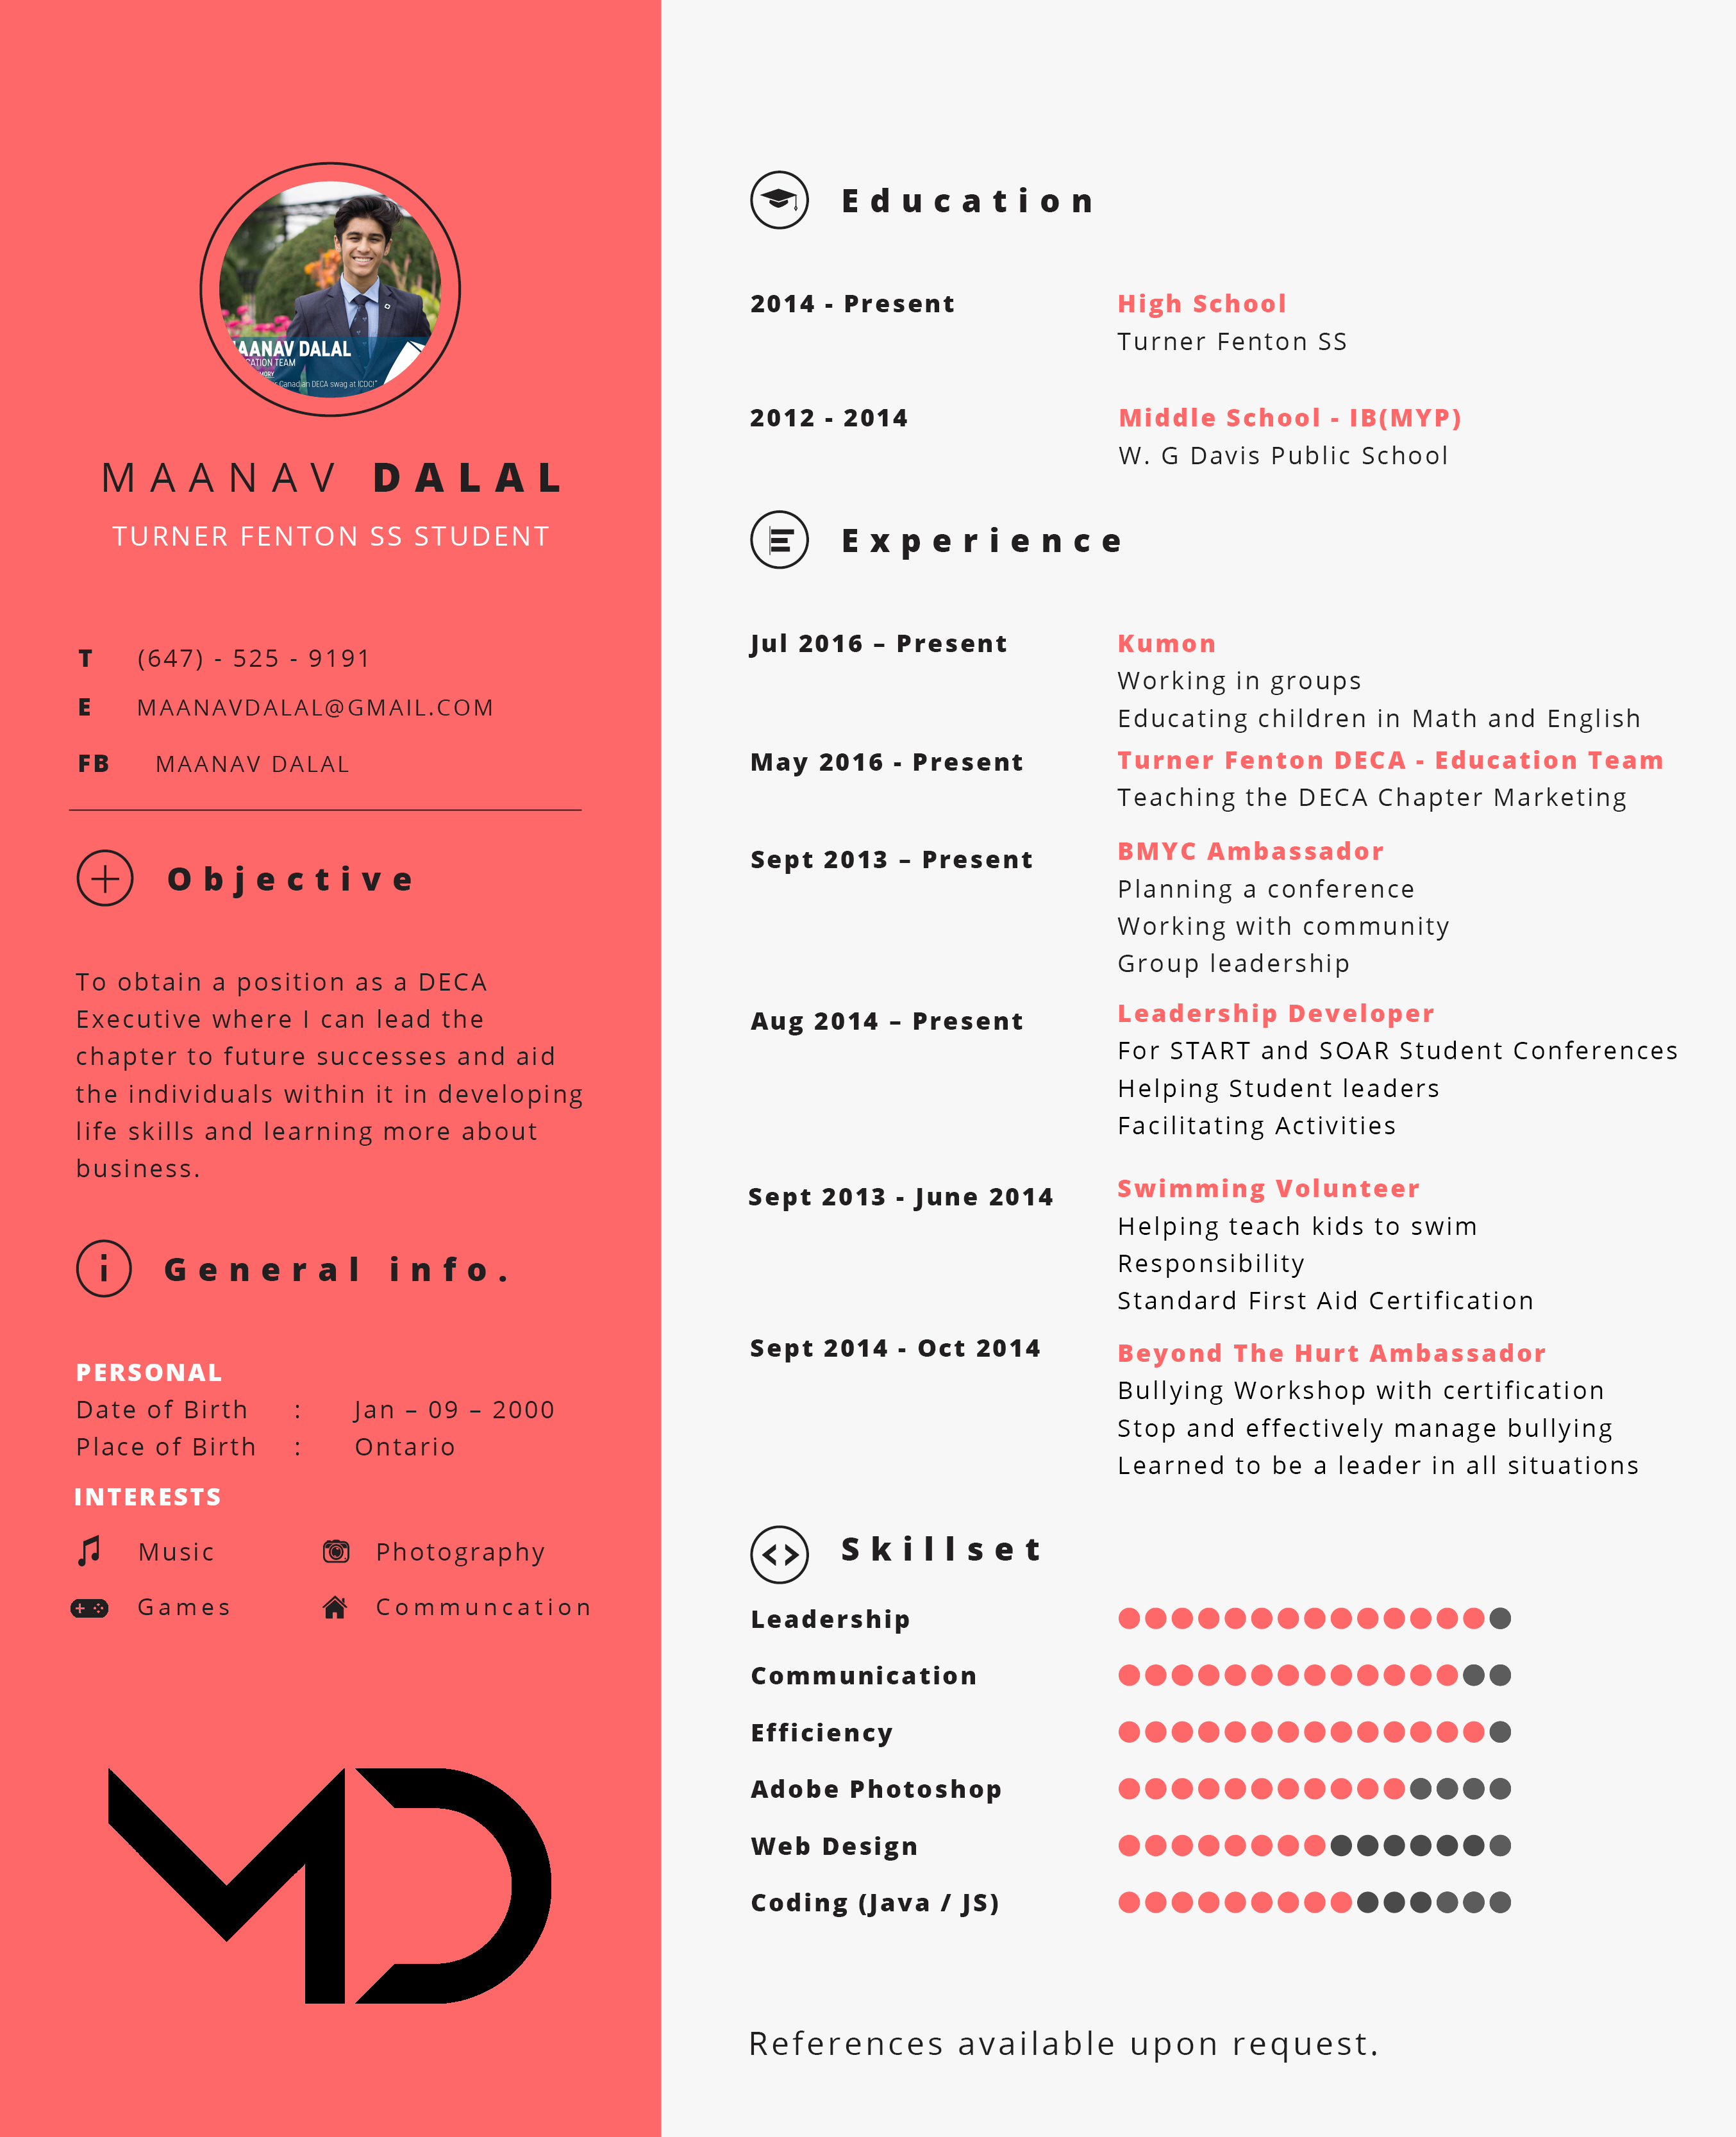 AANAV DALAL
CATION TEAM
MORY
Canadian DECA swag at ICDC!"
MAANAV DALAL
TURNER FENTON SS STUDENT
T (647) - 525 - 9191
E MAANAVDALAL@GMAIL.COM
FB MAANAV DALAL
Objective
To obtain a position as a DECA
Executive where I can lead the
chapter to future successes and aid
the individuals within it in developing
life skills and learning more about
business.
General info.
PERSONAL
Date of Birth : Jan – 09 – 2000
Place of Birth : Ontario
INTERESTS
Music Photography
Games Communcation
MD
Education
2014 - Present High School
Turner Fenton SS
2012 - 2014 Middle School - IB(MYP)
W. G Davis Public School
Experience
Jul 2016 – Present Kumon
Working in groups
Educating children in Math and English
May 2016 - Present Turner Fenton DECA - Education Team
Teaching the DECA Chapter Marketing
Sept 2013 – Present BMYC Ambassador
Planning a conference
Working with community
Group leadership
Aug 2014 – Present Leadership Developer
For START and SOAR Student Conferences
Helping Student leaders
Facilitating Activities
Sept 2013 - June 2014 Swimming Volunteer
Helping teach kids to swim
Responsibility
Standard First Aid Certification
Sept 2014 - Oct 2014 Beyond The Hurt Ambassador
Bullying Workshop with certification
Stop and effectively manage bullying
Learned to be a leader in all situations
Skillset
Leadership
Communication
Efficiency
Adobe Photoshop
Web Design
Coding (Java / JS)
References available upon request.